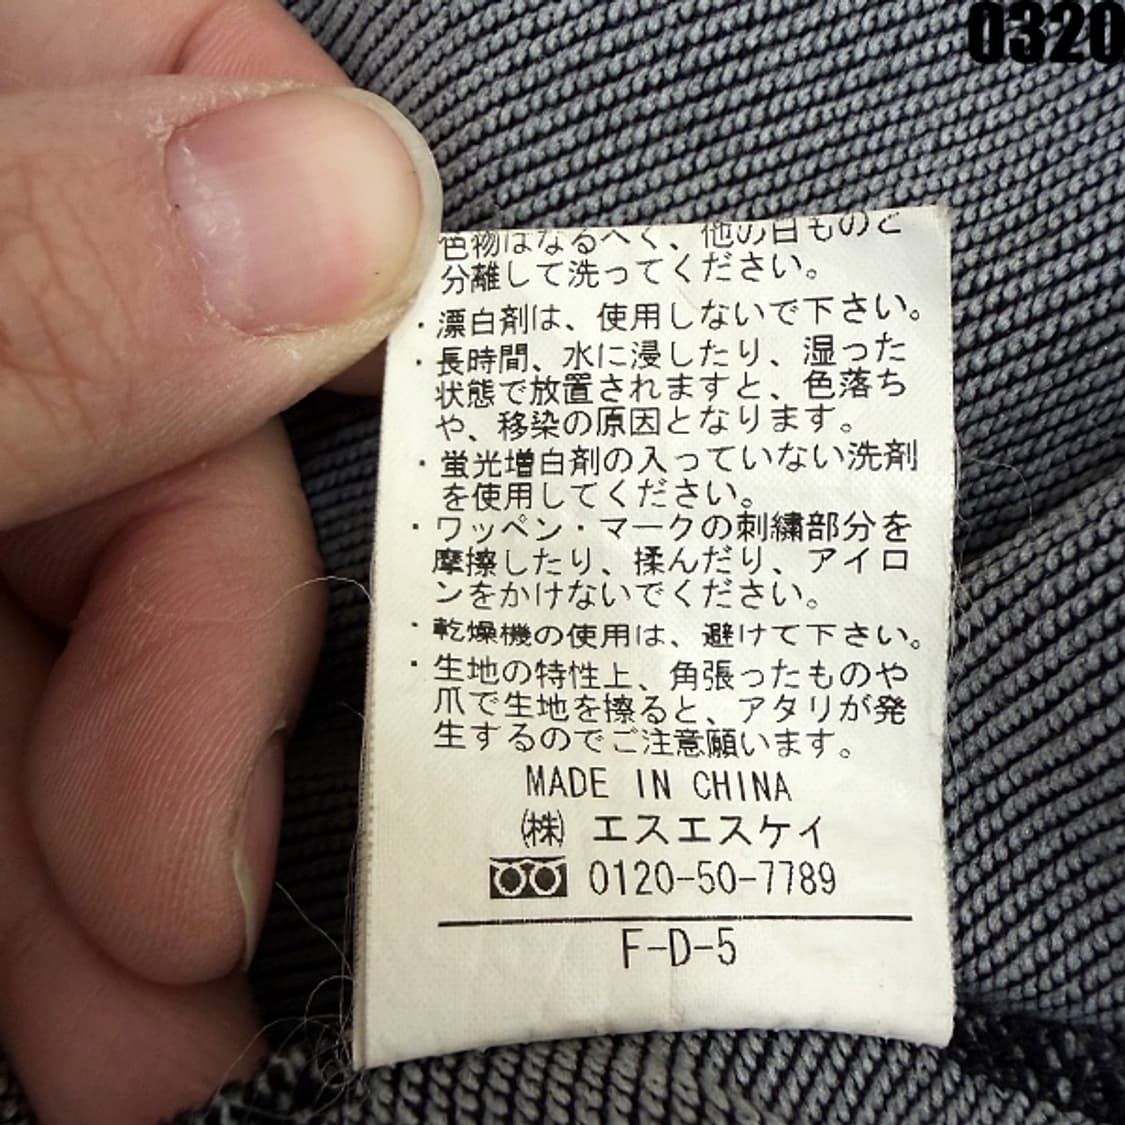 0320
色物はなるべく、他の白ものと
分離して洗ってください。
・漂白剤は、使用しないで下さい。
・長時間、水に浸したり、湿った
状態で放置されますと、色落ち
や、移染の原因となります。
・蛍光増白剤の入っていない洗剤
を使用してください。
・ワッペン・マークの刺繍部分を
摩擦したり、揉んだり、アイロ
ンをかけないでください。
・乾燥機の使用は、避けて下さい。
・生地の特性上、角張ったものや
爪で生地を擦ると、アタリが発
生するのでご注意願います。
MADE IN CHINA
㈱ エスエスケイ
0120-50-7789
F-D-5